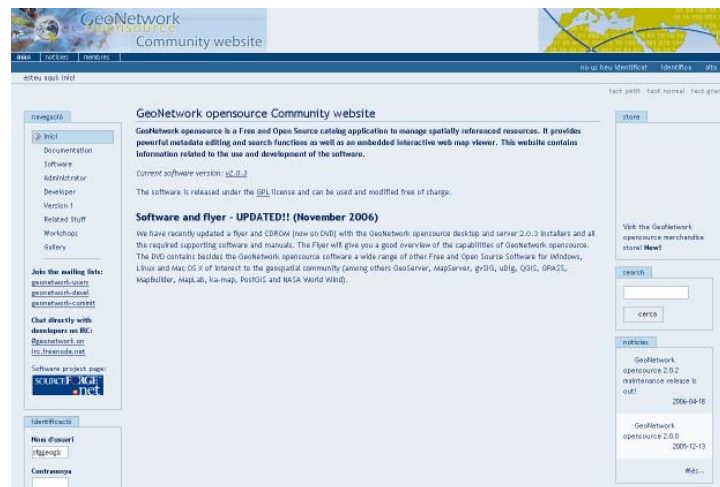 GeoNetwork
opensource
Community website
inici notícies membres
no us heu identificat identifica alta
esteu aquí: inici
text petit text normal text gran
navegació
inici
Documentation
Software
Administrator
Developer
Version 1
Related Stuff
Workshops
Gallery
Join the mailing lists:
geonetwork-users
geonetwork-devel
geonetwork-commit
Chat directly with
developers on IRC:
#geonetwork on
irc.freenode.net
Software project page:
SOURCEFORGE
.net
identificació
Nom d'usuari
Contrasenya
GeoNetwork opensource Community website
GeoNetwork opensource is a Free and Open Source catalog application to manage spatially referenced resources. It provides
powerful metadata editing and search functions as well as an embedded interactive web map viewer. This website contains
information related to the use and development of the software.
Current software version: v2.0.3
The software is released under the GPL license and can be used and modified free of charge.
Software and flyer - UPDATED!! (November 2006)
We have recently updated a flyer and CDROM (now on DVD) with the GeoNetwork opensource desktop and server 2.0.3 installers and all
the required supporting software and manuals. The Flyer will give you a good overview of the capabilities of GeoNetwork opensource.
The DVD contains besides the GeoNetwork opensource software a wide range of other Free and Open Source Software for Windows,
Linux and Mac OS X of interest to the geospatial community (among others GeoServer, MapServer, gvSIG, uDig, QGIS, GRASS,
MapBuilder, MapLab, ka-map, PostGIS and NASA World Wind).
store
Visit the GeoNetwork
opensource merchandise
store! New!
search
cerca
notícies
GeoNetwork
opensource 2.0.2
maintenance release is
out!
2006-04-18
GeoNetwork
opensource 2.0.0
2005-12-13
Més...